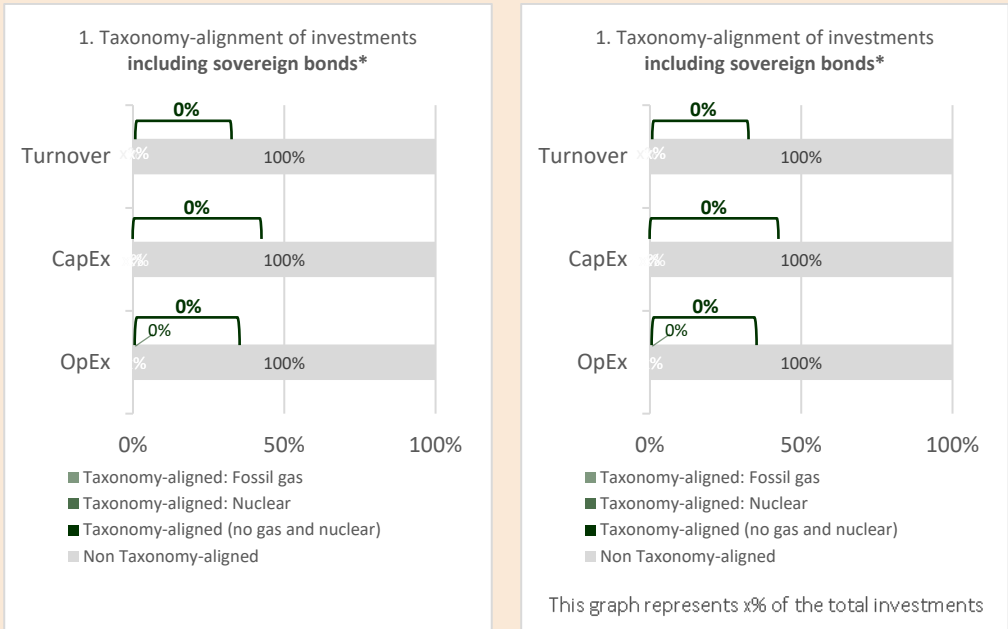 1. Taxonomy-alignment of investments
including sovereign bonds*
0%
Turnover
100%
0%
CapEx
100%
0%
0%
OpEx
%
100%
0% 50% 100%
Taxonomy-aligned: Fossil gas
Taxonomy-aligned: Nuclear
Taxonomy-aligned (no gas and nuclear)
Non Taxonomy-aligned
1. Taxonomy-alignment of investments
including sovereign bonds*
0%
Turnover
100%
0%
CapEx
100%
0%
0%
OpEx
%
100%
0% 50% 100%
Taxonomy-aligned: Fossil gas
Taxonomy-aligned: Nuclear
Taxonomy-aligned (no gas and nuclear)
Non Taxonomy-aligned
This graph represents x% of the total investments